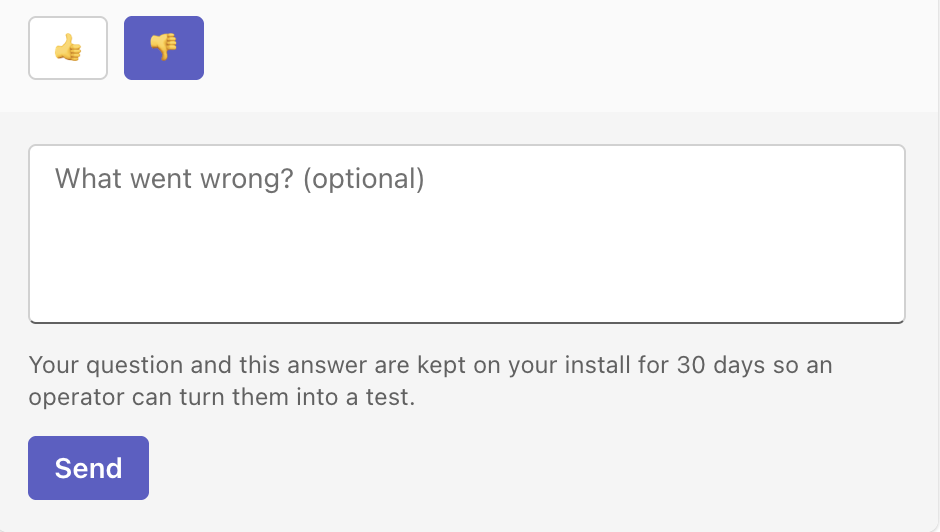 What went wrong? (optional)
Your question and this answer are kept on your install for 30 days so an
operator can turn them into a test.
Send